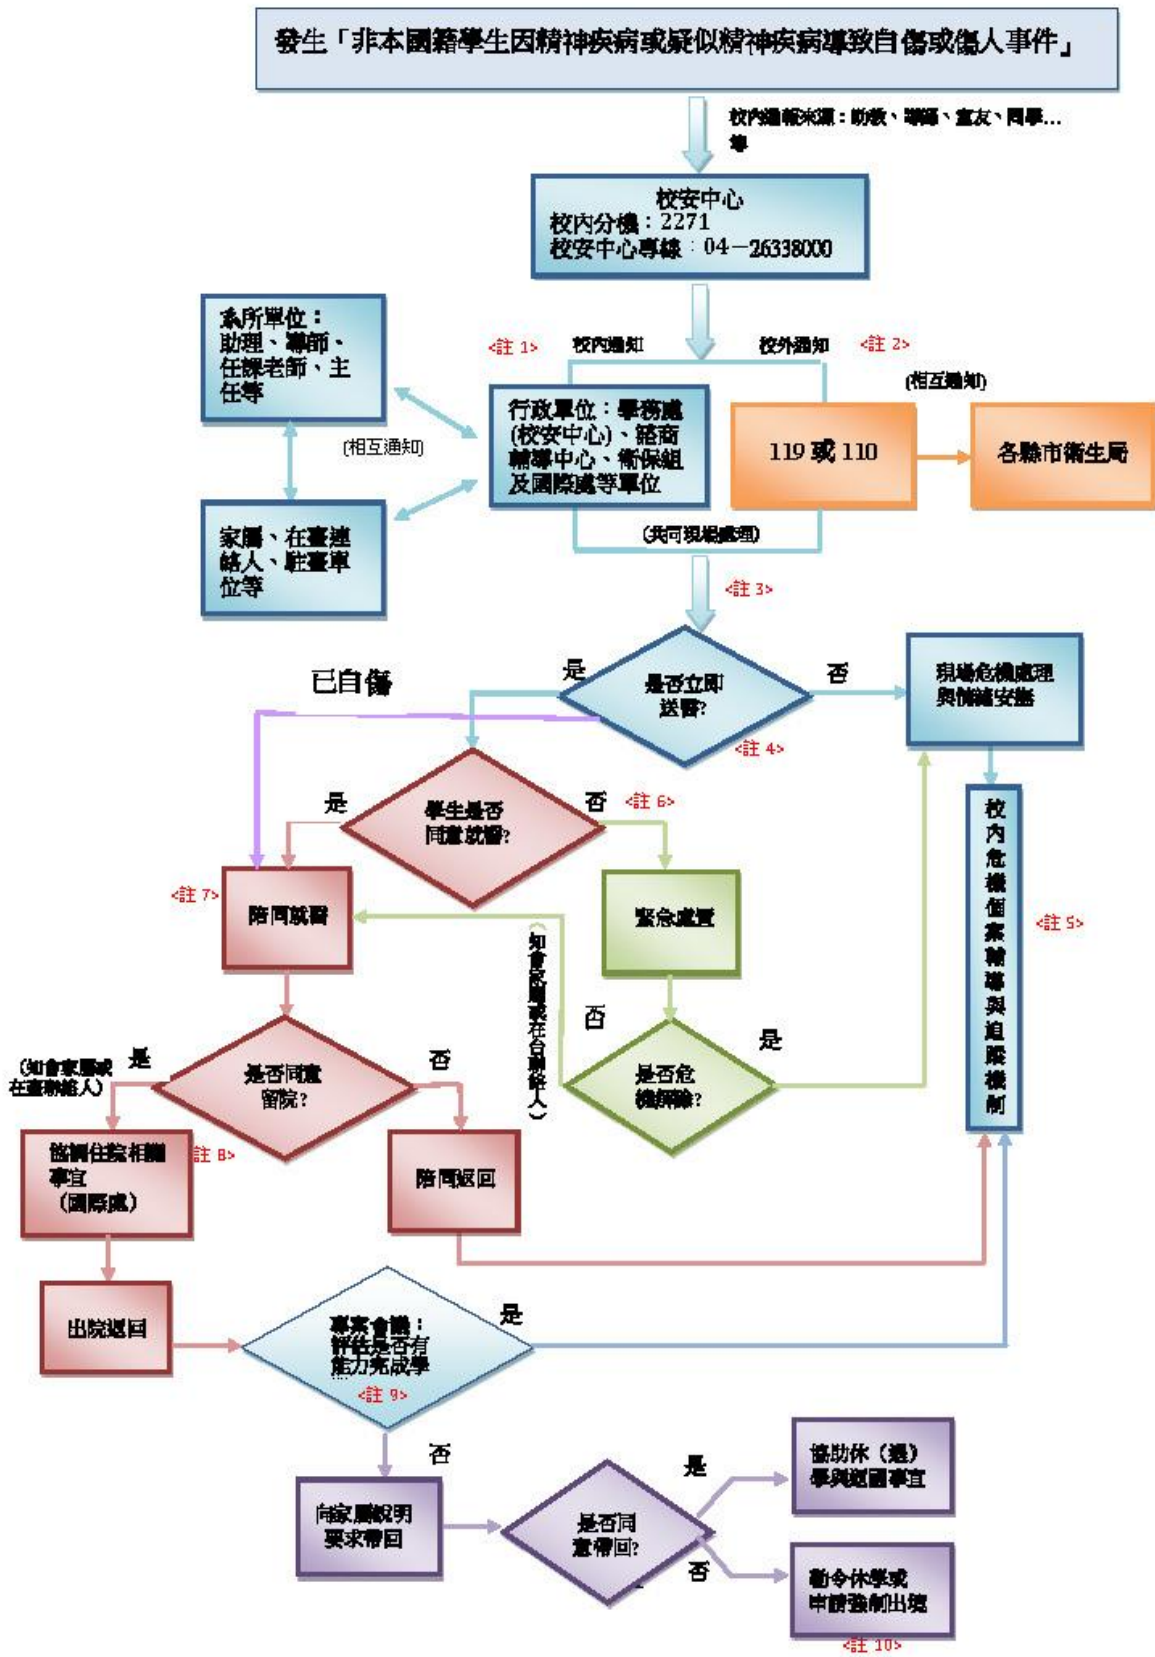 發生「非本國籍學生因精神疾病或疑似精神疾病導致自傷或傷人事件」
校內通報來源：助教、導師、室友、同學…
等
校安中心
校內分機：2271
校安中心專線：04－26338000
系所單位：
助理、導師、
任課老師、主
任等
<註 1>
校內通知
校外通知
<註 2>
(相互通知)
行政單位：學務處
(校安中心)、諮商
輔導中心、衛保組
及國際處等單位
119 或 110
各縣市衛生局
(相互通知)
家屬、在臺連
絡人、駐臺單
位等
(共同現場處理)
<註 3>
已自傷
是
是否立即
送醫?
否
現場危機處理
與情緒安撫
<註 4>
是
學生是否
同意就醫?
否
<註 6>
校內危機個案輔導與追蹤機制
<註 5>
<註 7>
陪同就醫
緊急處置
（知會家屬或在台聯絡人）
否
是否危
機解除?
是
（知會家屬或
在臺聯絡人）
是
是否同意
留院?
否
協調住院相關
事宜
（國際處）
註 8>
陪同返回
出院返回
專案會議：
評估是否有
能力完成學
<註 9>
是
否
向家屬說明
要求帶回
是否同
意帶回?
是
協助休（退）
學與返國事宜
否
勒令休學或
申請強制出境
<註 10>